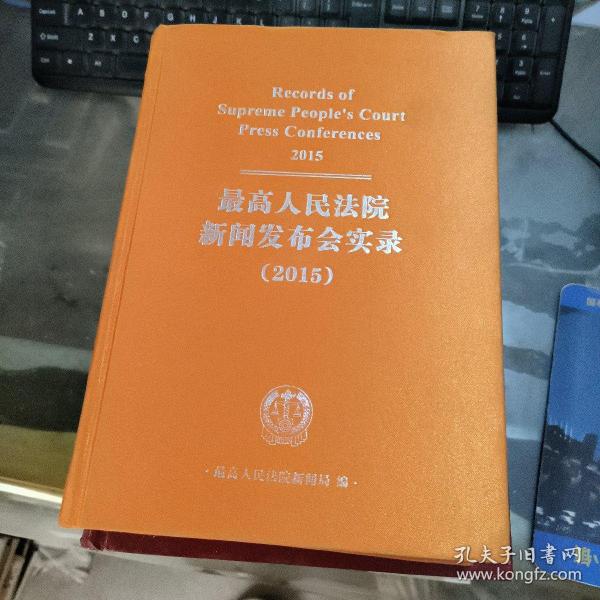 Records of
Supreme People's Court
Press Conferences
2015
最高人民法院
新闻发布会实录
(2015)
·最高人民法院新闻局 编·
孔夫子旧书网
www.kongfz.com